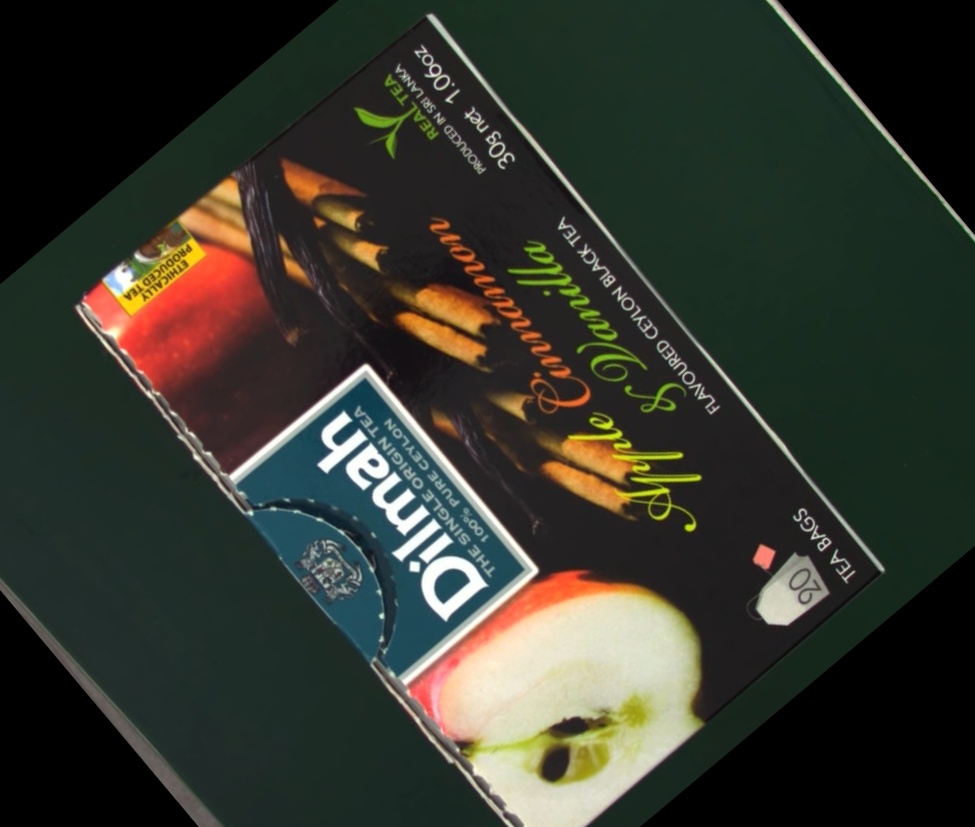 Dilmah
THE SINGLE ORIGIN TEA
100% PURE CEYLON
ETHICALLY
PRODUCED TEA
Apple Cinnamon
& Vanilla
FLAVOURED CEYLON BLACK TEA
20
TEA BAGS
REAL TEA
PRODUCED IN SRI LANKA
30g net 1.06oz